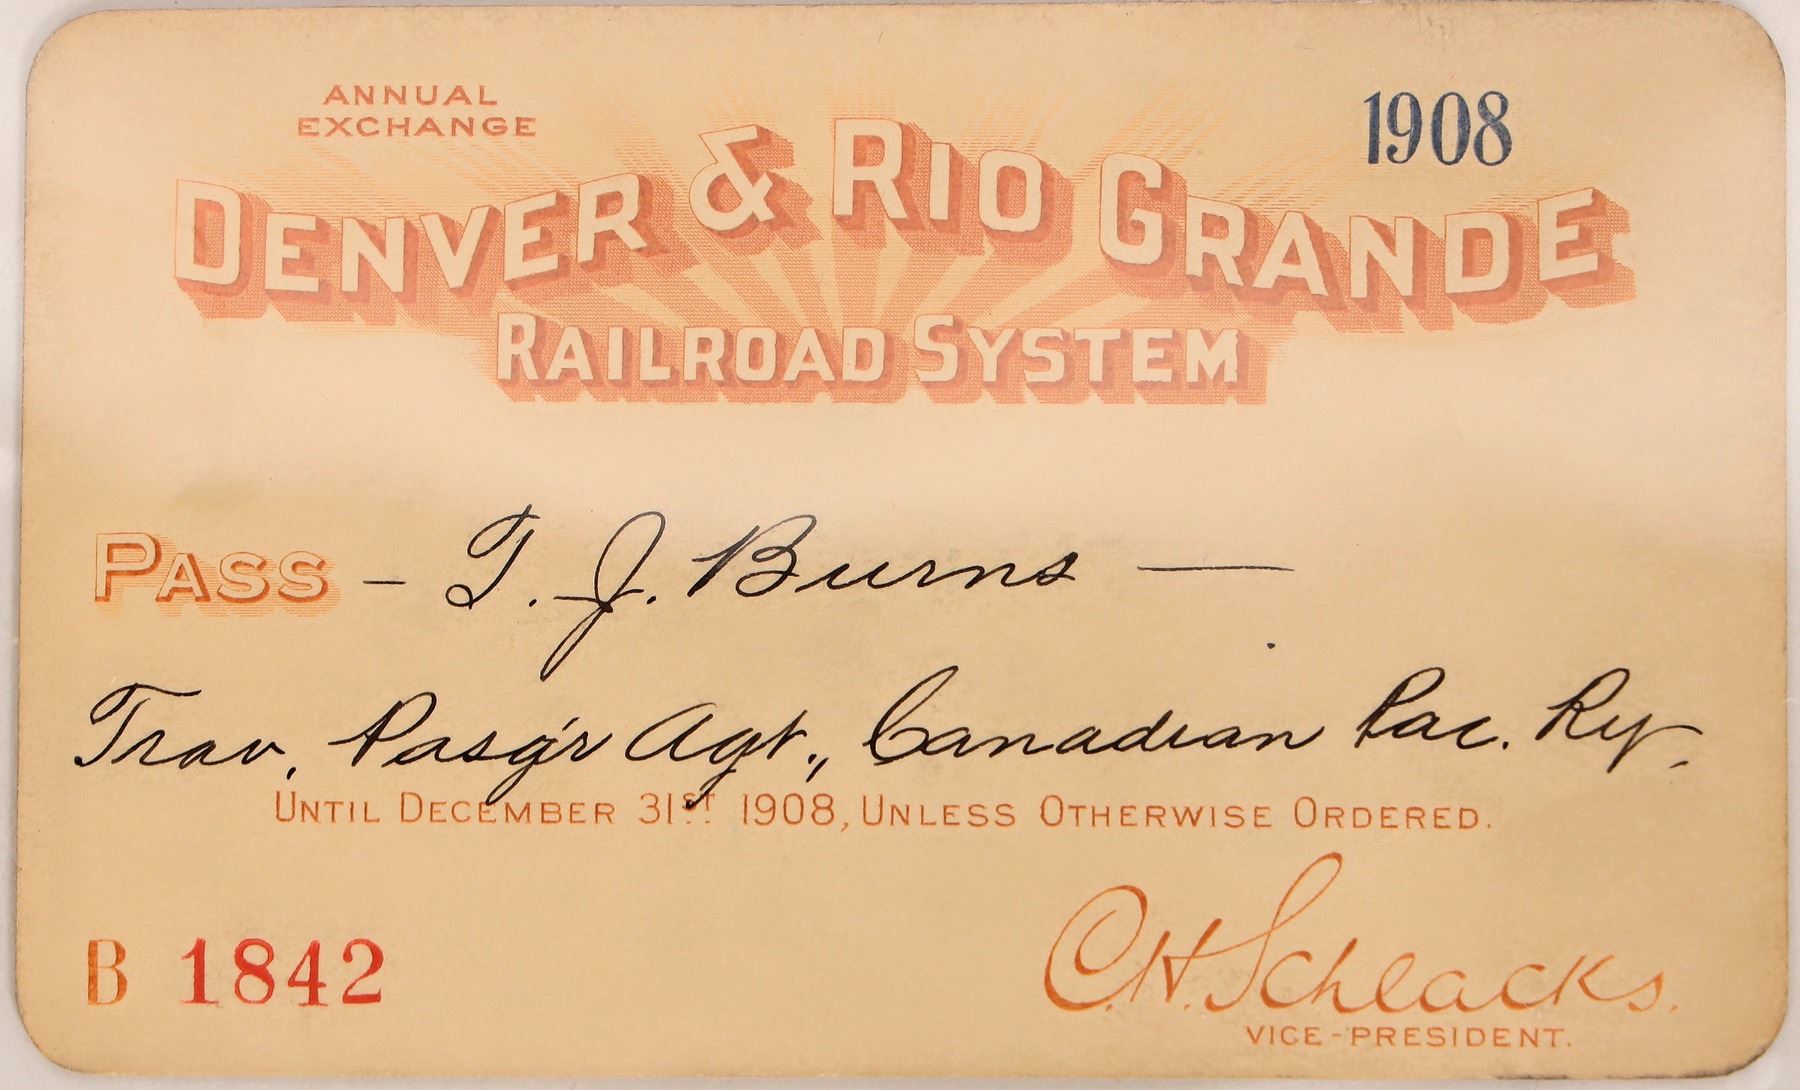 ANNUAL
EXCHANGE
1908
DENVER & RIO GRANDE
RAILROAD SYSTEM
PASS - T. J. Burns —
Trav. Pasg'r Agt., Canadian Pac. Ry.
UNTIL DECEMBER 31ST 1908, UNLESS OTHERWISE ORDERED.
B 1842
C.H. Schlacks.
VICE-PRESIDENT.